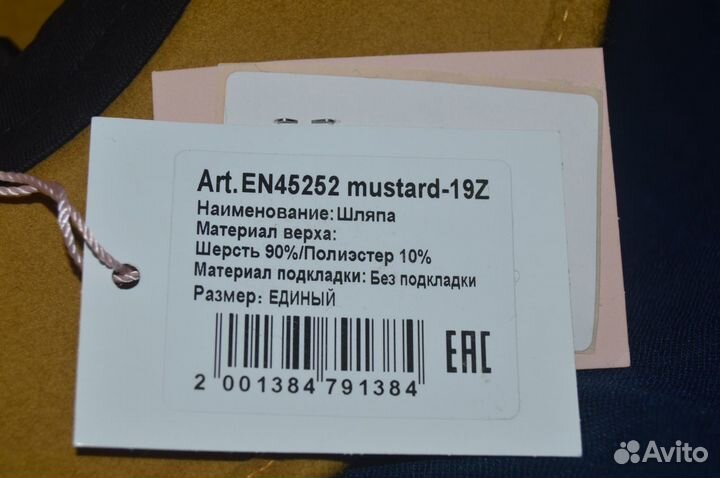 Art.EN45252 mustard-19Z
Наименование: Шляпа
Материал верха:
Шерсть 90%/Полиэстер 10%
Материал подкладки: Без подкладки
Размер: ЕДИНЫЙ
EAC
2 001384 791384
Avito